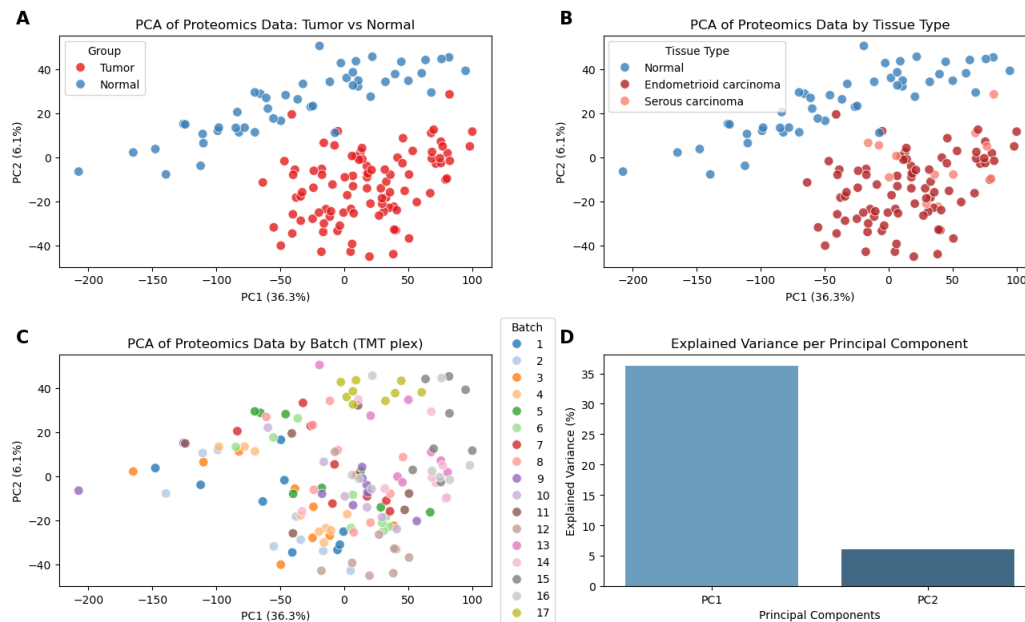 A
PCA of Proteomics Data: Tumor vs Normal
Group
Tumor
Normal
PC2 (6.1%)
40
20
0
−20
−40
−200 −150 −100 −50 0 50 100
PC1 (36.3%)
B
PCA of Proteomics Data by Tissue Type
Tissue Type
Normal
Endometrioid carcinoma
Serous carcinoma
PC2 (6.1%)
40
20
0
−20
−40
−200 −150 −100 −50 0 50 100
PC1 (36.3%)
C
PCA of Proteomics Data by Batch (TMT plex)
PC2 (6.1%)
40
20
0
−20
−40
−200 −150 −100 −50 0 50 100
PC1 (36.3%)
Batch
1
2
3
4
5
6
7
8
9
10
11
12
13
14
15
16
17
D
Explained Variance per Principal Component
Explained Variance (%)
35
30
25
20
15
10
5
0
PC1 PC2
Principal Components